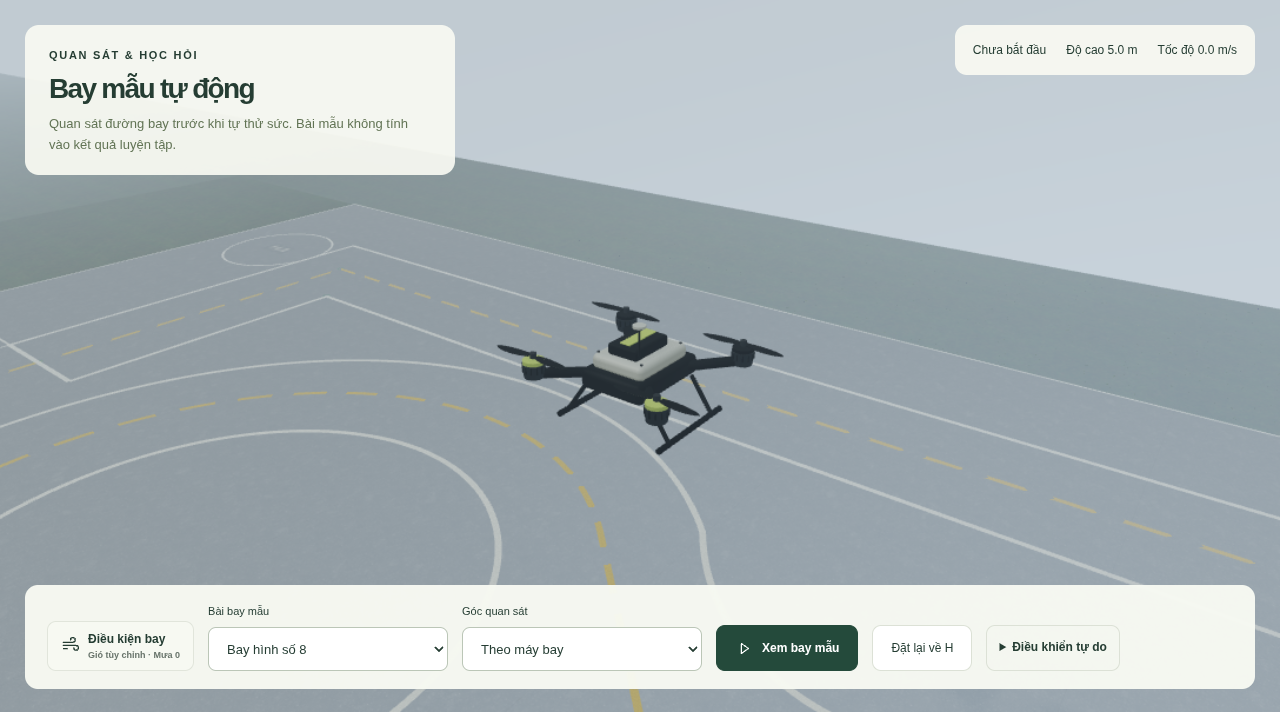 QUAN SÁT & HỌC HỎI
Bay mẫu tự động
Quan sát đường bay trước khi tự thử sức. Bài mẫu không tính
vào kết quả luyện tập.
Chưa bắt đầu Độ cao 5.0 m Tốc độ 0.0 m/s
Điều kiện bay
Gió tùy chỉnh · Mưa 0
Bài bay mẫu
Bay hình số 8
Góc quan sát
Theo máy bay
Xem bay mẫu
Đặt lại về H
Điều khiển tự do